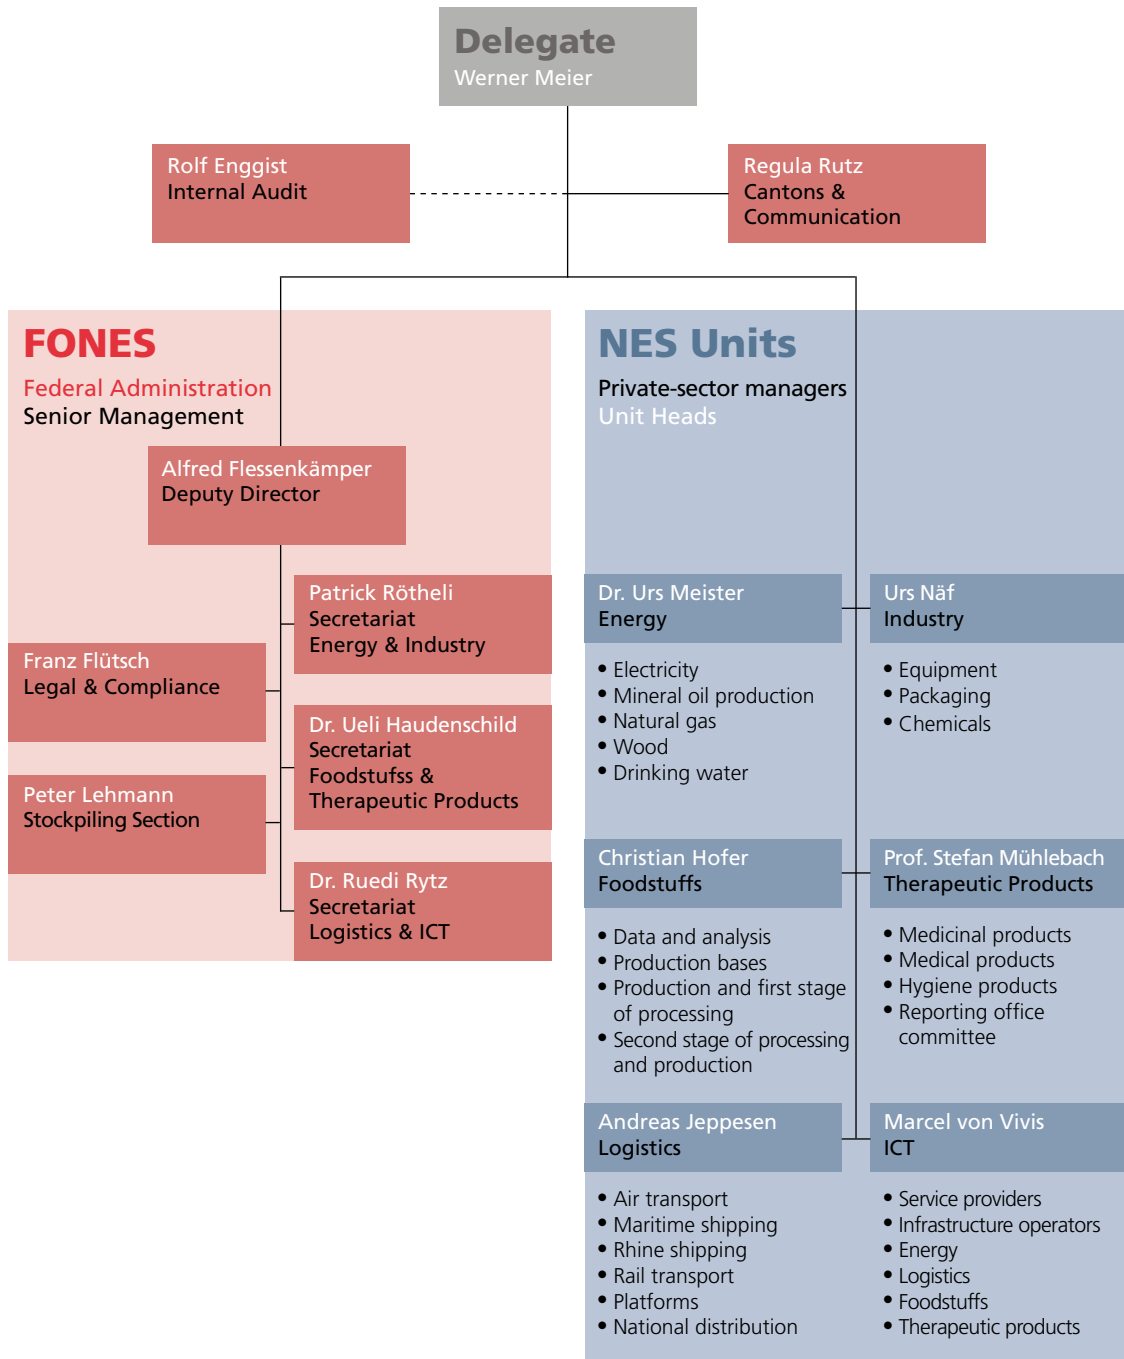 Delegate
Werner Meier
Rolf Enggist
Internal Audit
Regula Rutz
Cantons &
Communication
FONES
Federal Administration
Senior Management
Alfred Flessenkämper
Deputy Director
Patrick Rötheli
Secretariat
Energy & Industry
Franz Flütsch
Legal & Compliance
Dr. Ueli Haudenschild
Secretariat
Foodstufss &
Therapeutic Products
Peter Lehmann
Stockpiling Section
Dr. Ruedi Rytz
Secretariat
Logistics & ICT
NES Units
Private-sector managers
Unit Heads
Dr. Urs Meister
Energy
• Electricity
• Mineral oil production
• Natural gas
• Wood
• Drinking water
Urs Näf
Industry
• Equipment
• Packaging
• Chemicals
Christian Hofer
Foodstuffs
• Data and analysis
• Production bases
• Production and first stage
of processing
• Second stage of processing
and production
Prof. Stefan Mühlebach
Therapeutic Products
• Medicinal products
• Medical products
• Hygiene products
• Reporting office
committee
Andreas Jeppesen
Logistics
• Air transport
• Maritime shipping
• Rhine shipping
• Rail transport
• Platforms
• National distribution
Marcel von Vivis
ICT
• Service providers
• Infrastructure operators
• Energy
• Logistics
• Foodstuffs
• Therapeutic products